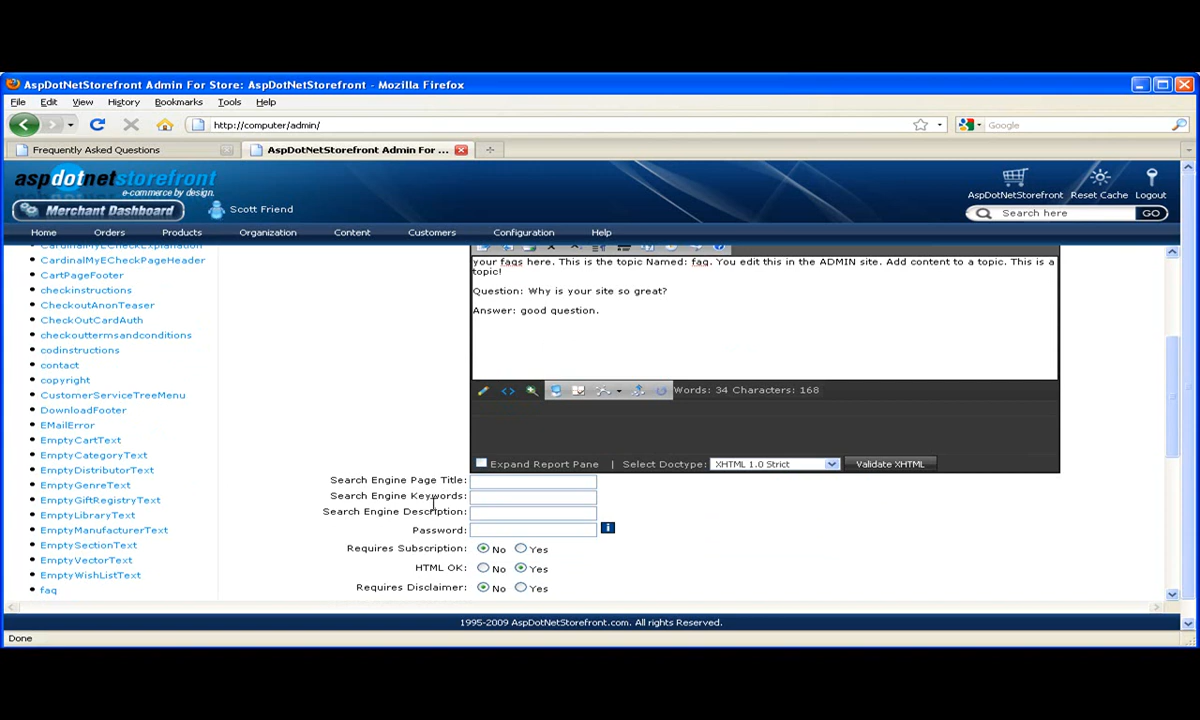 AspDotNetStorefront Admin For Store: AspDotNetStorefront - Mozilla Firefox
File Edit View History Bookmarks Tools Help
http://computer/admin/
Google
Frequently Asked Questions
AspDotNetStorefront Admin For ...
aspdotnetstorefront
e-commerce by design.
Merchant Dashboard
Scott Friend
AspDotNetStorefront Reset Cache Logout
Search here GO
Home Orders Products Organization Content Customers Configuration Help
CardinalMyECheckExplanation
CardinalMyECheckPageHeader
CartPageFooter
checkinstructions
CheckoutAnonTeaser
CheckOutCardAuth
checkouttermsandconditions
codinstructions
contact
copyright
CustomerServiceTreeMenu
DownloadFooter
EMailError
EmptyCartText
EmptyCategoryText
EmptyDistributorText
EmptyGenreText
EmptyGiftRegistryText
EmptyLibraryText
EmptyManufacturerText
EmptySectionText
EmptyVectorText
EmptyWishListText
faq
your faqs here. This is the topic Named: faq. You edit this in the ADMIN site. Add content to a topic. This is a
topic!
Question: Why is your site so great?
Answer: good question.
Words: 34 Characters: 168
Expand Report Pane | Select Doctype: XHTML 1.0 Strict Validate XHTML
Search Engine Page Title:
Search Engine Keywords:
Search Engine Description:
Password:
Requires Subscription: No Yes
HTML OK: No Yes
Requires Disclaimer: No Yes
1995-2009 AspDotNetStorefront.com. All rights Reserved.
Done